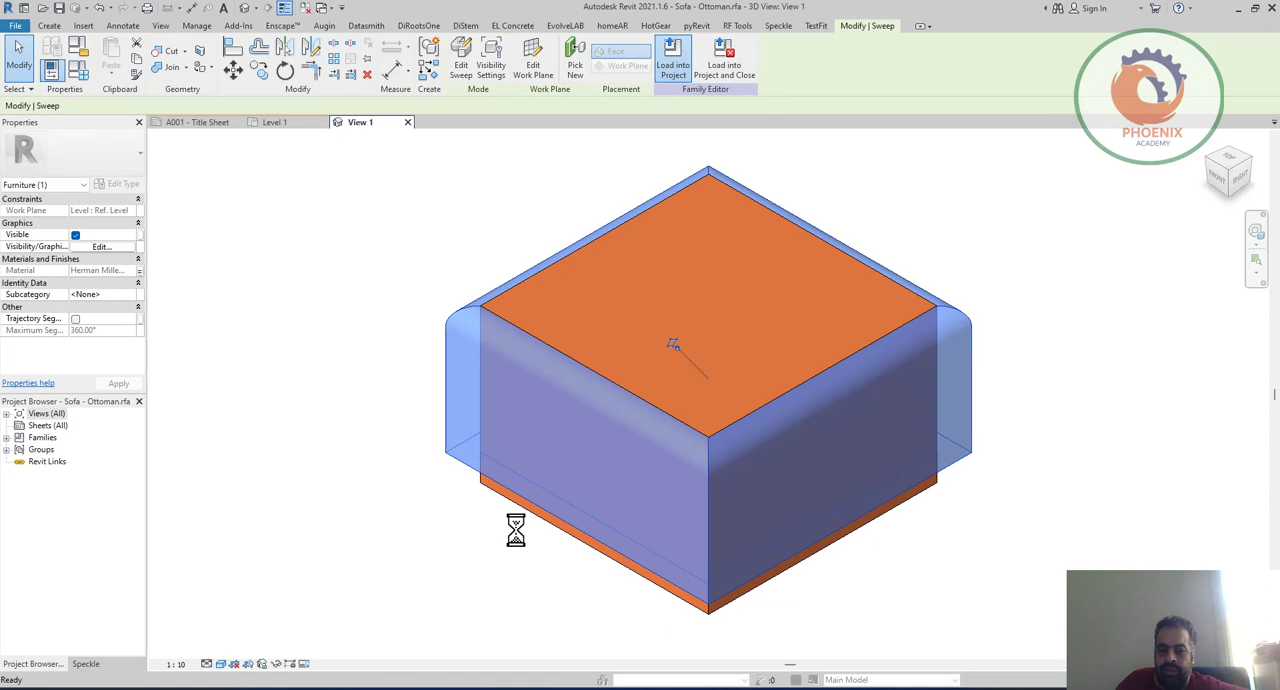 Autodesk Revit 2021.1.6 - Sofa - Ottoman.rfa - 3D View: View 1
Sign In
File Create Insert Annotate View Manage Add-Ins Enscape™ Augin Datasmith DiRootsOne DiStem EL Concrete EvolveLAB homeAR HotGear pyRevit RF Tools Speckle TestFit Modify | Sweep
Modify Paste Cut Join Edit Sweep Visibility Settings Edit Work Plane Pick New Face Work Plane Load into Project Load into Project and Close
Select Properties Clipboard Geometry Modify Measure Create Mode Work Plane Placement Family Editor
Modify | Sweep
PHOENIX
ACADEMY
Properties
A001 - Title Sheet Level 1 View 1
Furniture (1) Edit Type
Constraints
Work Plane Level : Ref. Level
Graphics
Visible
Visibility/Graphi... Edit...
Materials and Finishes
Material Herman Mille...
Identity Data
Subcategory <None>
Other
Trajectory Seg...
Maximum Seg... 360.00°
Properties help Apply
Project Browser - Sofa - Ottoman.rfa
Views (All)
Sheets (All)
Families
Groups
Revit Links
TOP
FRONT
RIGHT
Project Browser... Speckle
1 : 10
Ready
:0
Main Model